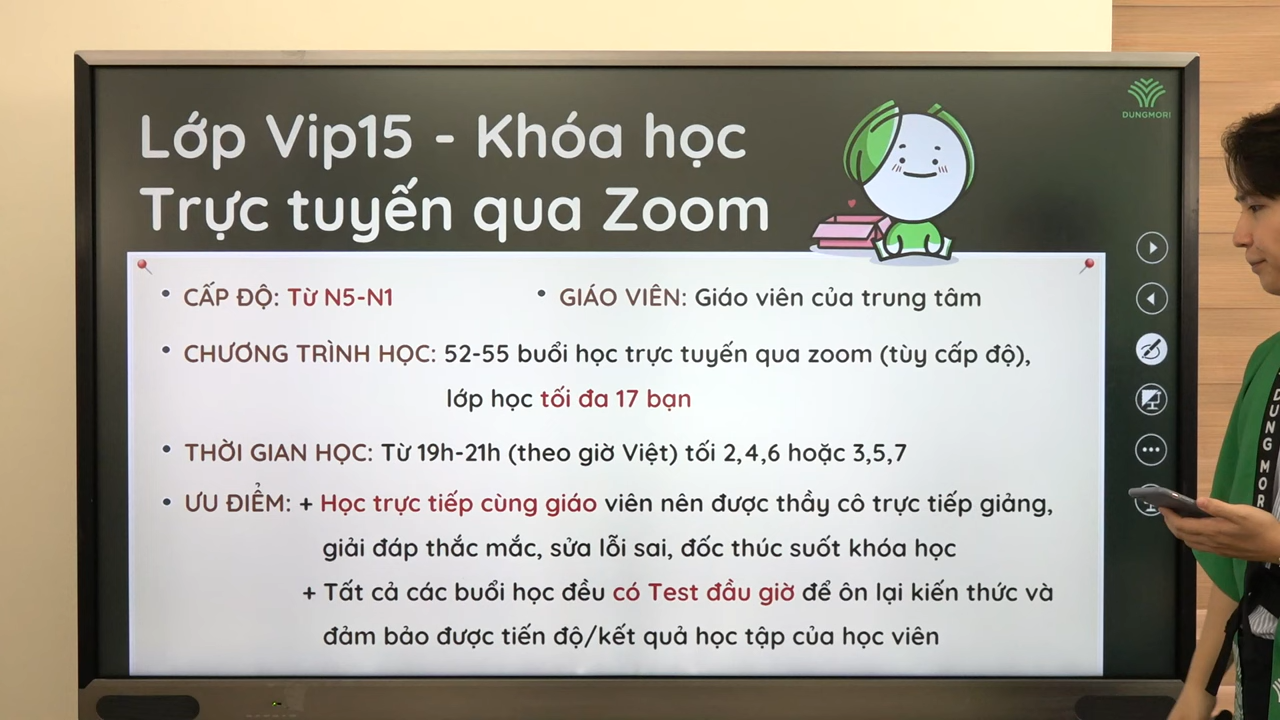 Lớp Vip15 - Khóa học
Trực tuyến qua Zoom
DUNGMORI
• CẤP ĐỘ: Từ N5-N1
• GIÁO VIÊN: Giáo viên của trung tâm
• CHƯƠNG TRÌNH HỌC: 52-55 buổi học trực tuyến qua zoom (tùy cấp độ),
lớp học tối đa 17 bạn
• THỜI GIAN HỌC: Từ 19h-21h (theo giờ Việt) tối 2,4,6 hoặc 3,5,7
• ƯU ĐIỂM: + Học trực tiếp cùng giáo viên nên được thầy cô trực tiếp giảng,
giải đáp thắc mắc, sửa lỗi sai, đốc thúc suốt khóa học
+ Tất cả các buổi học đều có Test đầu giờ để ôn lại kiến thức và
đảm bảo được tiến độ/kết quả học tập của học viên
DUNG MOR